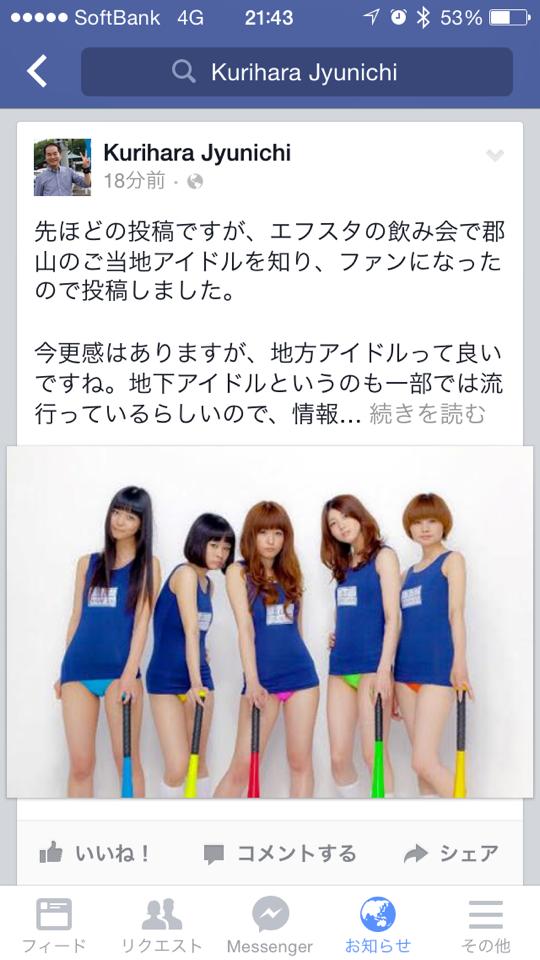 SoftBank 4G 21:43 53%
Kurihara Jyunichi
Kurihara Jyunichi
18分前
先ほどの投稿ですが、エフスタの飲み会で郡
山のご当地アイドルを知り、ファンになった
ので投稿しました。
今更感はありますが、地方アイドルって良い
ですね。地下アイドルというのも一部では流
行っているらしいので、情報... 続きを読む
いいね！ コメントする シェア
フィード リクエスト Messenger お知らせ その他